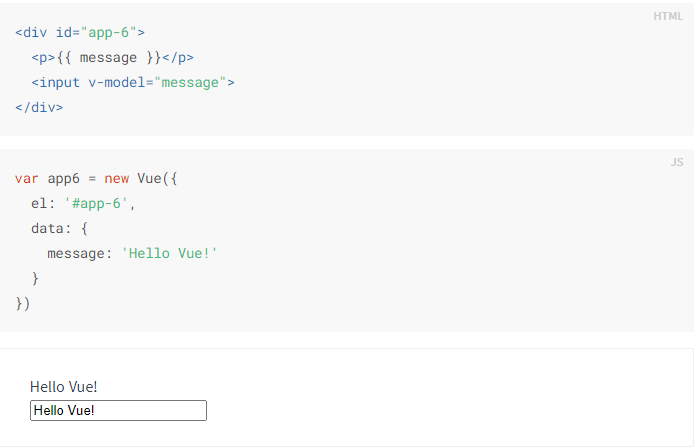 HTML
<div id="app-6">
  <p>{{ message }}</p>
  <input v-model="message">
</div>
JS
var app6 = new Vue({
  el: '#app-6',
  data: {
    message: 'Hello Vue!'
  }
})
Hello Vue!
Hello Vue!